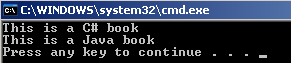 C:\WINDOWS\system32\cmd.exe
This is a C# book
This is a Java book
Press any key to continue . . .